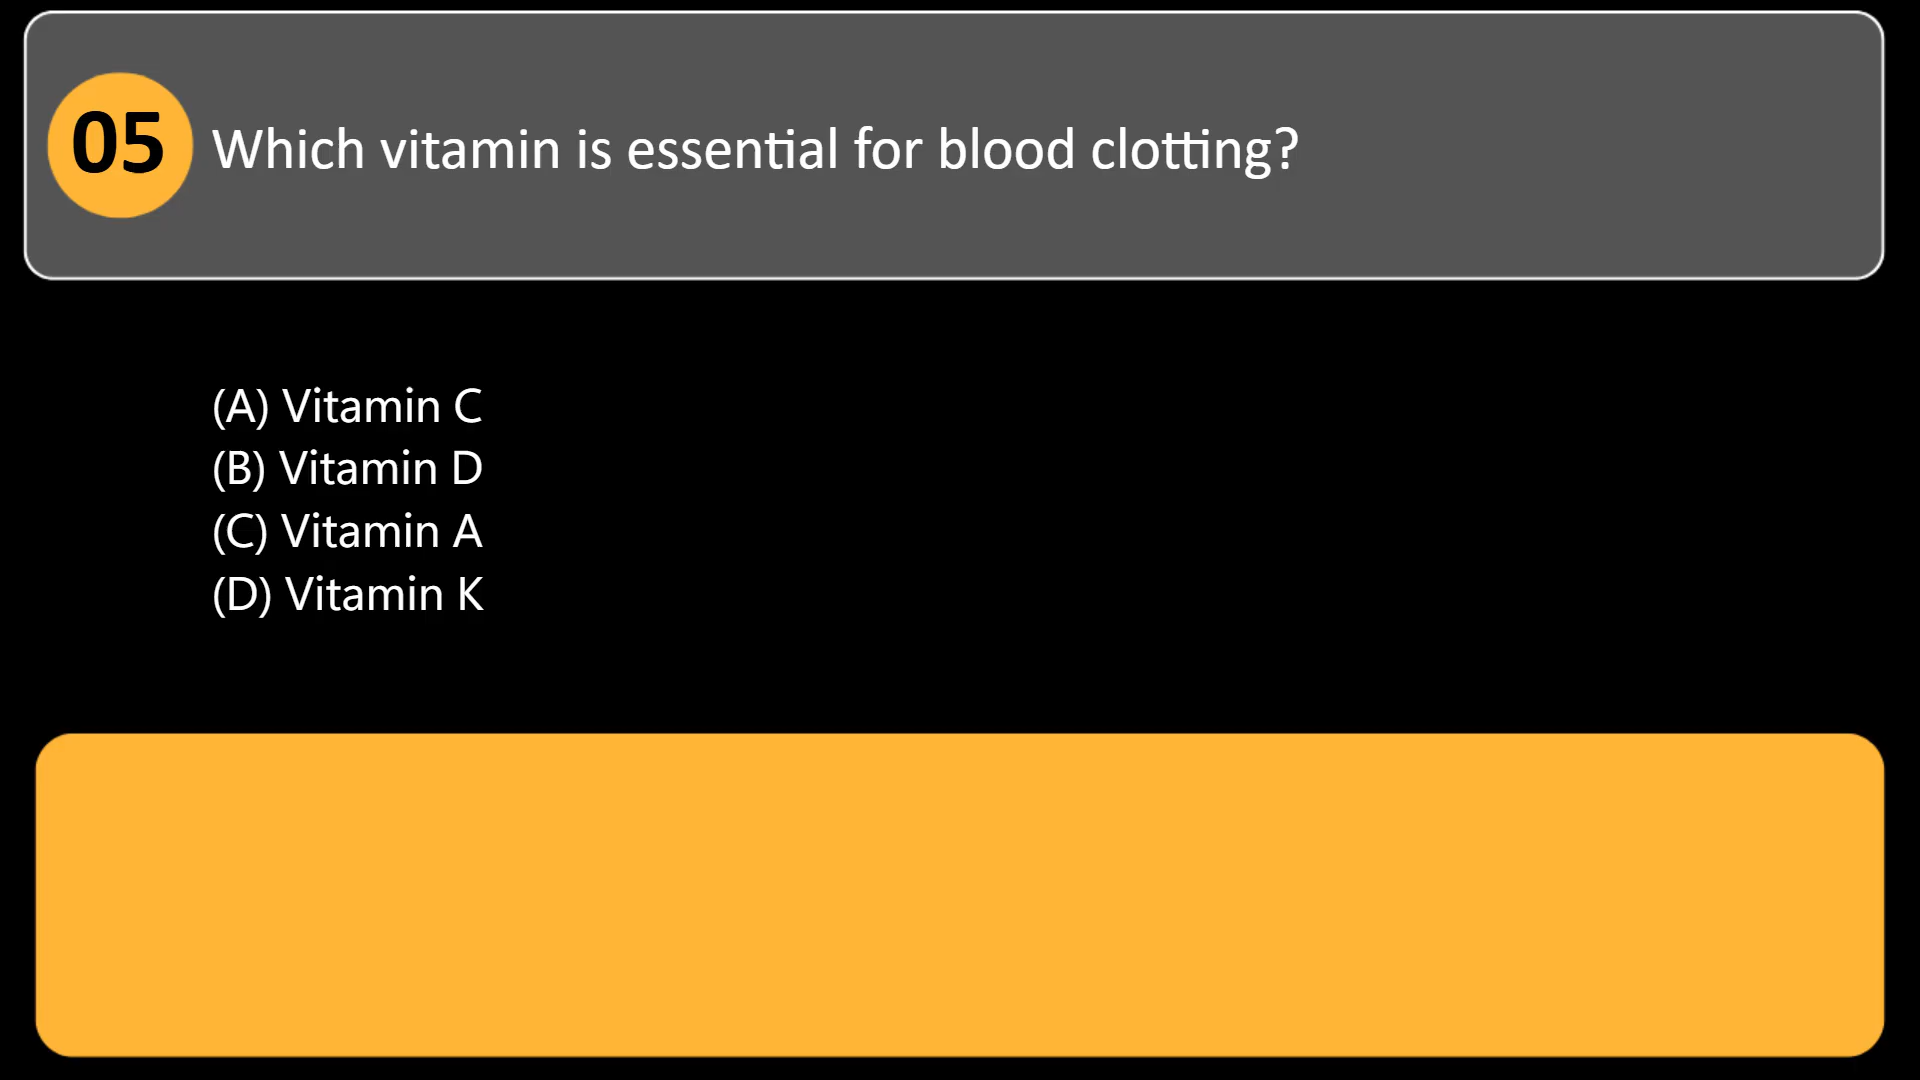 05 Which vitamin is essential for blood clotting?
(A) Vitamin C
(B) Vitamin D
(C) Vitamin A
(D) Vitamin K